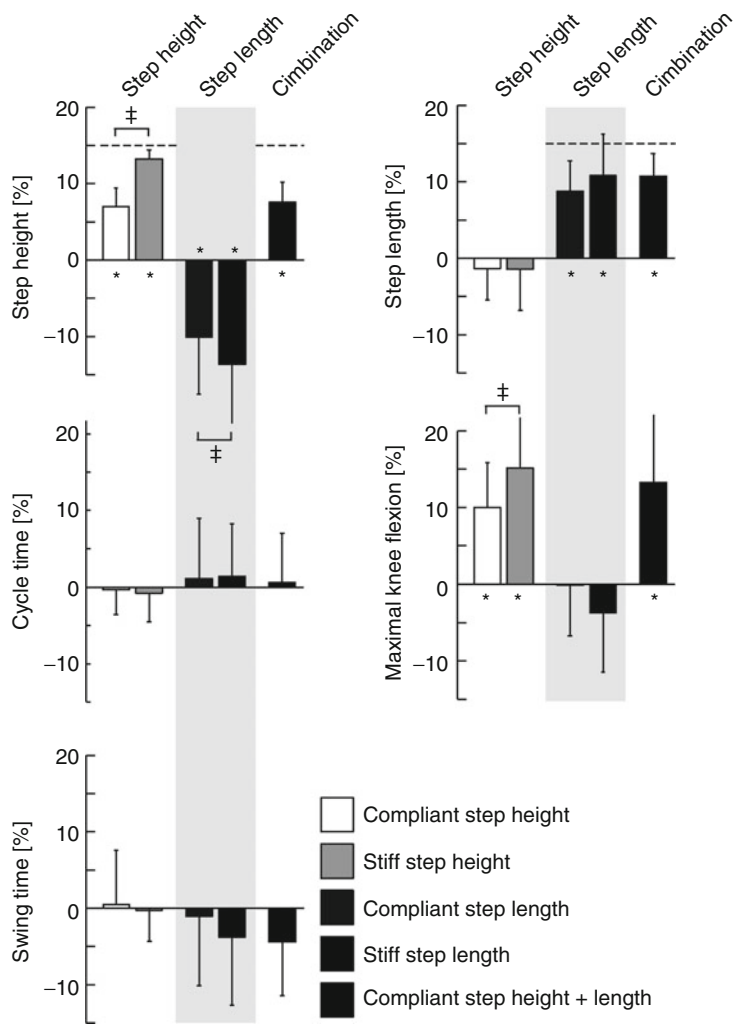 Step height
Step length
Cimbination
Step height
Step length
Cimbination
Step height [%]
20
10
0
−10
‡
* * * * *
Step length [%]
20
10
0
−10
* * *
Cycle time [%]
20
10
0
−10
‡
Maximal knee flexion [%]
20
10
0
−10
‡
* * *
Swing time [%]
20
10
0
−10
Compliant step height
Stiff step height
Compliant step length
Stiff step length
Compliant step height + length